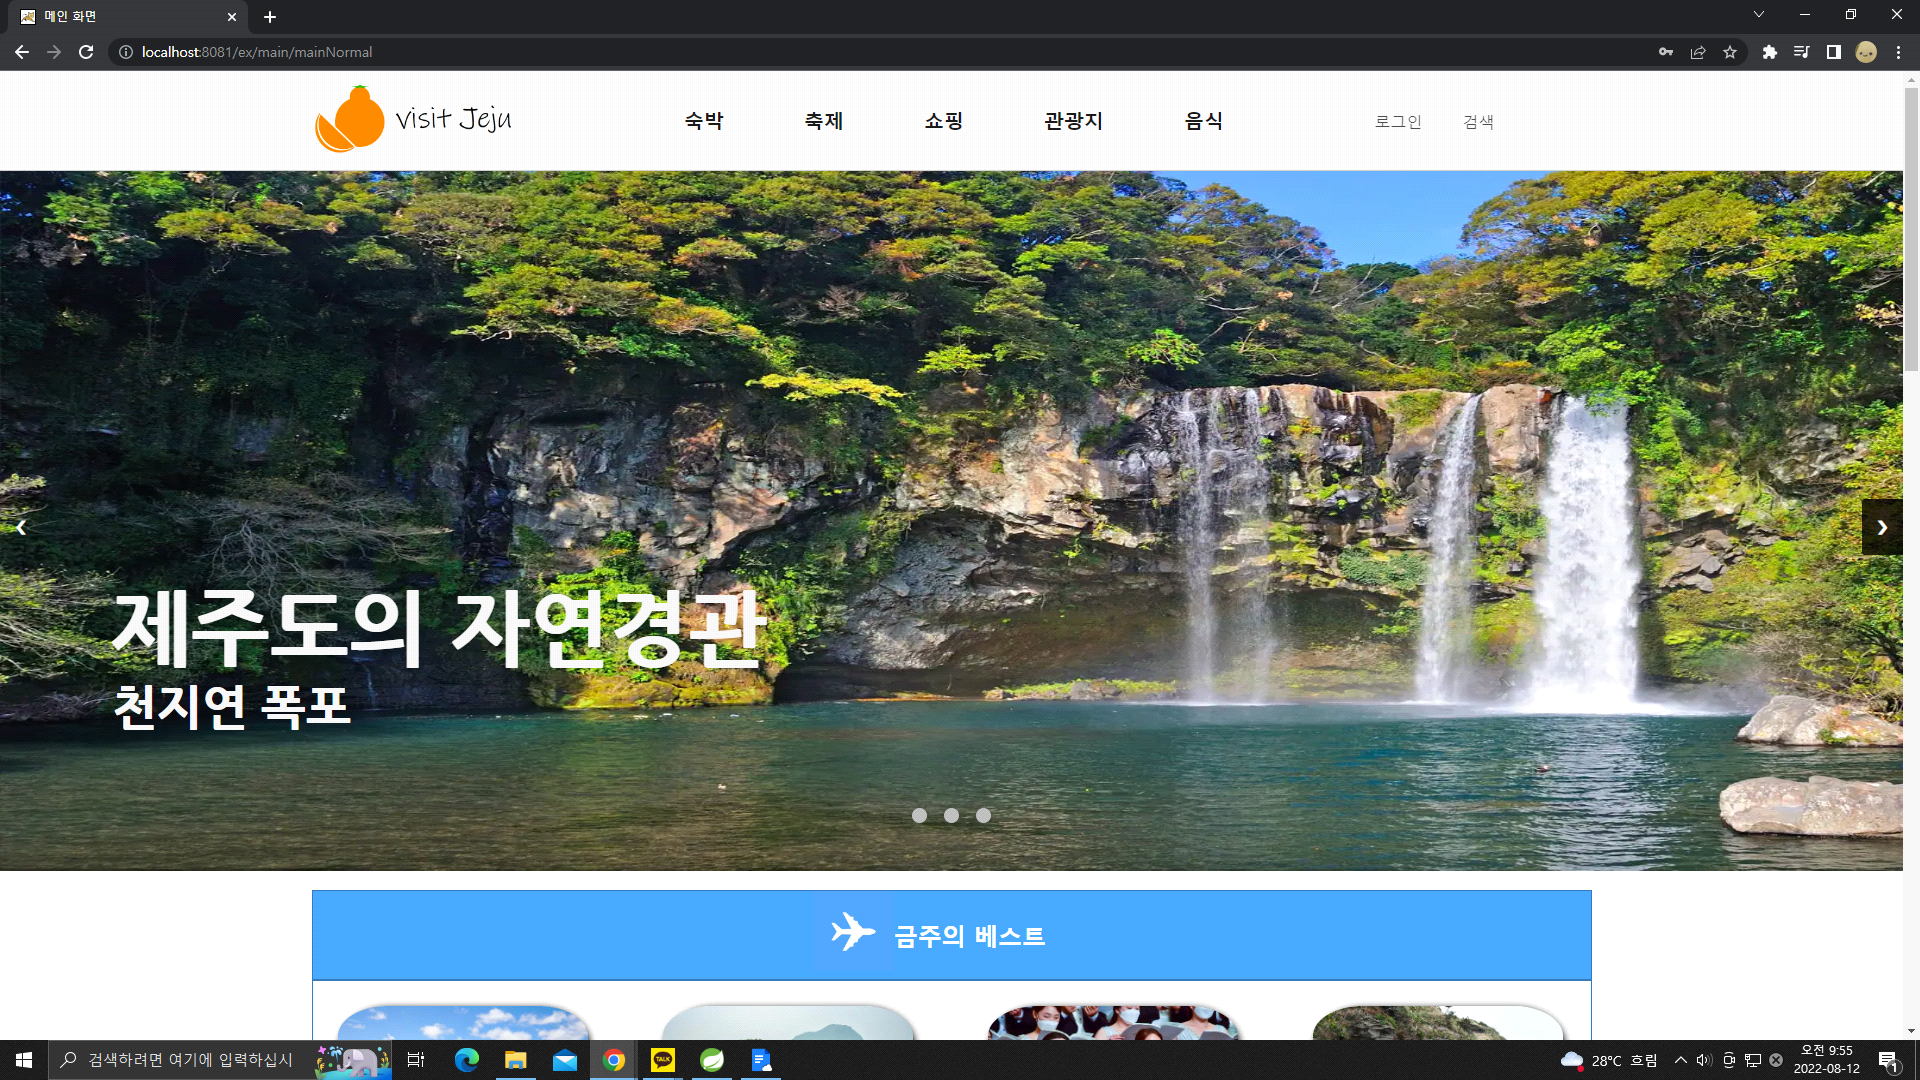 메인 화면
localhost:8081/ex/main/mainNormal
Visit Jeju
숙박 축제 쇼핑 관광지 음식 로그인 검색
제주도의 자연경관
천지연 폭포
금주의 베스트
검색하려면 여기에 입력하십시
TALK
28°C 흐림
오전 9:55
2022-08-12
1